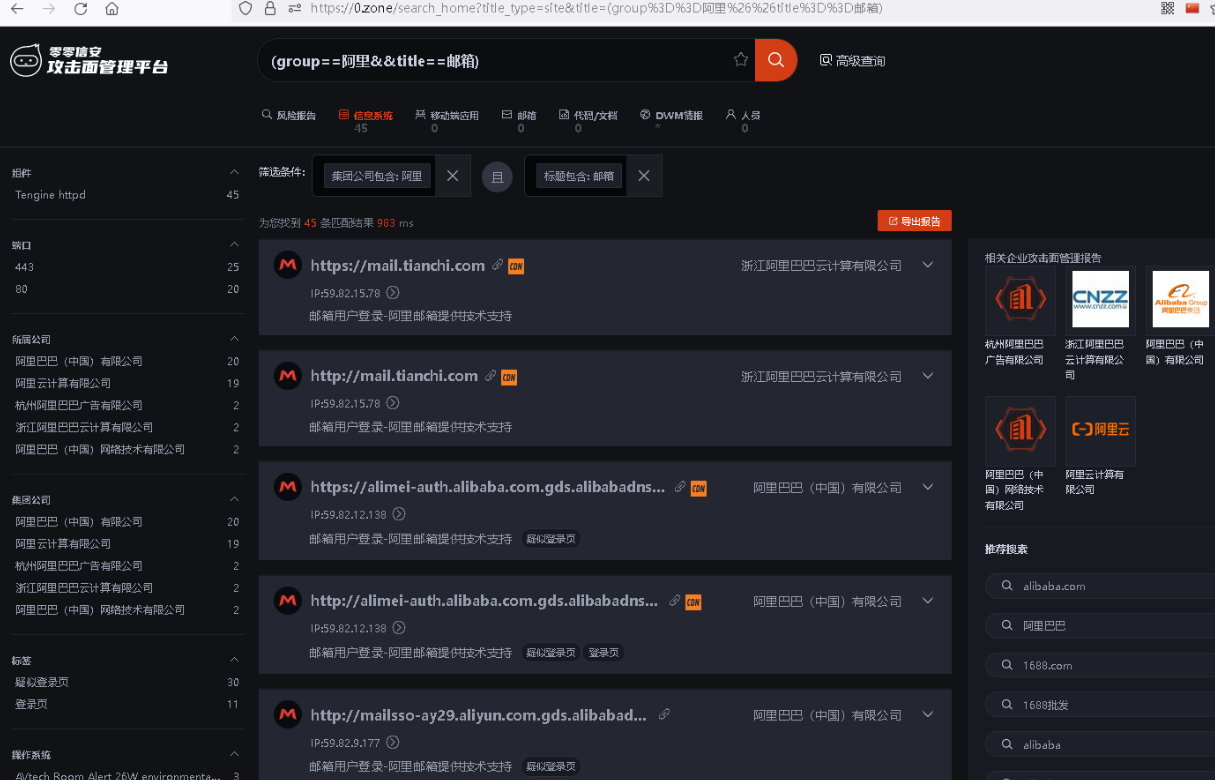 https://0.zone/search_home?title_type=site&title=(group%3D%3D阿里%26%26title%3D%3D邮箱)
零零信安
攻击面管理平台
(group==阿里&&title==邮箱)
高级查询
风险报告
信息系统
45
移动端应用
0
邮箱
0
代码/文档
0
DWM情报
*
人员
0
组件
Tengine httpd 45
端口
443 25
80 20
所属公司
阿里巴巴（中国）有限公司 20
阿里云计算有限公司 19
杭州阿里巴巴广告有限公司 2
浙江阿里巴巴云计算有限公司 2
阿里巴巴（中国）网络技术有限公司 2
集团公司
阿里巴巴（中国）有限公司 20
阿里云计算有限公司 19
杭州阿里巴巴广告有限公司 2
浙江阿里巴巴云计算有限公司 2
阿里巴巴（中国）网络技术有限公司 2
标签
疑似登录页 30
登录页 11
操作系统
AVtech Room Alert 26W environmenta... 3
筛选条件:
集团公司包含: 阿里
且
标题包含: 邮箱
为您找到 45 条匹配结果 983 ms
导出报告
https://mail.tianchi.com CDN
浙江阿里巴巴云计算有限公司
IP:59.82.15.78
邮箱用户登录-阿里邮箱提供技术支持
http://mail.tianchi.com CDN
浙江阿里巴巴云计算有限公司
IP:59.82.15.78
邮箱用户登录-阿里邮箱提供技术支持
https://alimei-auth.alibaba.com.gds.alibabadns... CDN
阿里巴巴（中国）有限公司
IP:59.82.12.138
邮箱用户登录-阿里邮箱提供技术支持 疑似登录页
http://alimei-auth.alibaba.com.gds.alibabadns... CDN
阿里巴巴（中国）有限公司
IP:59.82.12.138
邮箱用户登录-阿里邮箱提供技术支持 疑似登录页 登录页
http://mailsso-ay29.aliyun.com.gds.alibabad...
阿里巴巴（中国）有限公司
IP:59.82.9.177
邮箱用户登录-阿里邮箱提供技术支持 疑似登录页
相关企业攻击面管理报告
杭州阿里巴巴
广告有限公司
CNZZ
www.cnzz.com
浙江阿里巴巴
云计算有限公
司
Alibaba Group
阿里巴巴集团
阿里巴巴（中
国）有限公司
阿里巴巴（中
国）网络技术
有限公司
阿里云
阿里云计算有
限公司
推荐搜索
alibaba.com
阿里巴巴
1688.com
1688批发
alibaba